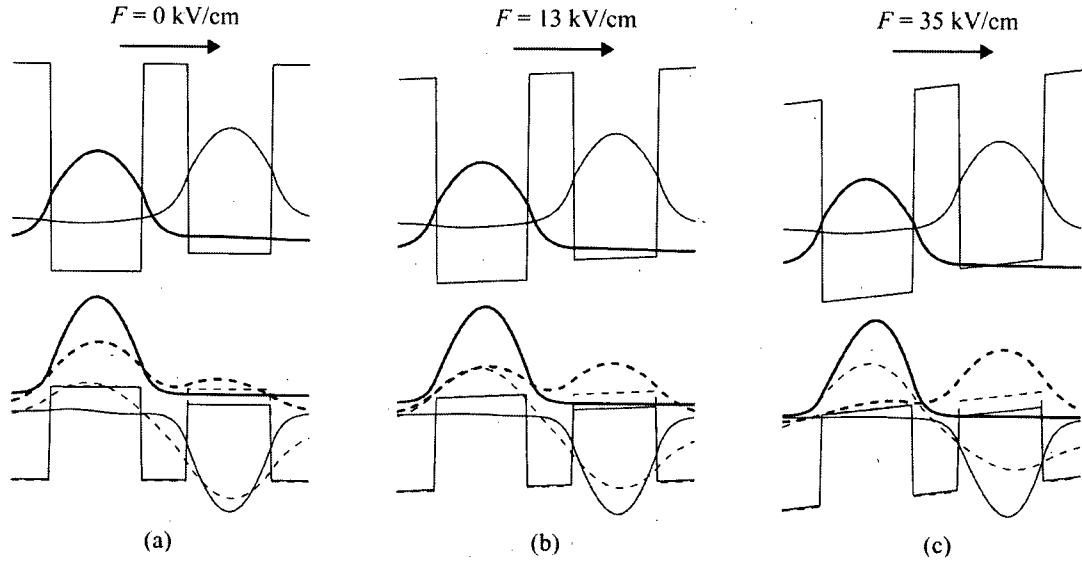 F = 0 kV/cm
F = 13 kV/cm
F = 35 kV/cm
(a)
(b)
(c)